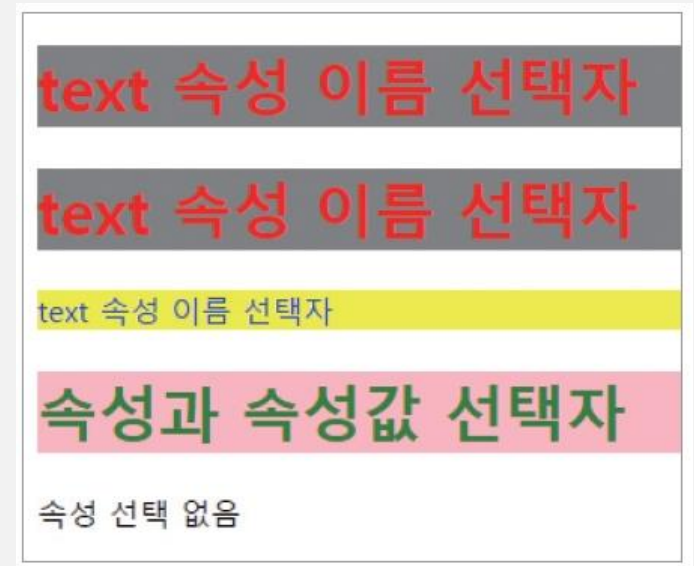 text 속성 이름 선택자
text 속성 이름 선택자
text 속성 이름 선택자
속성과 속성값 선택자
속성 선택 없음